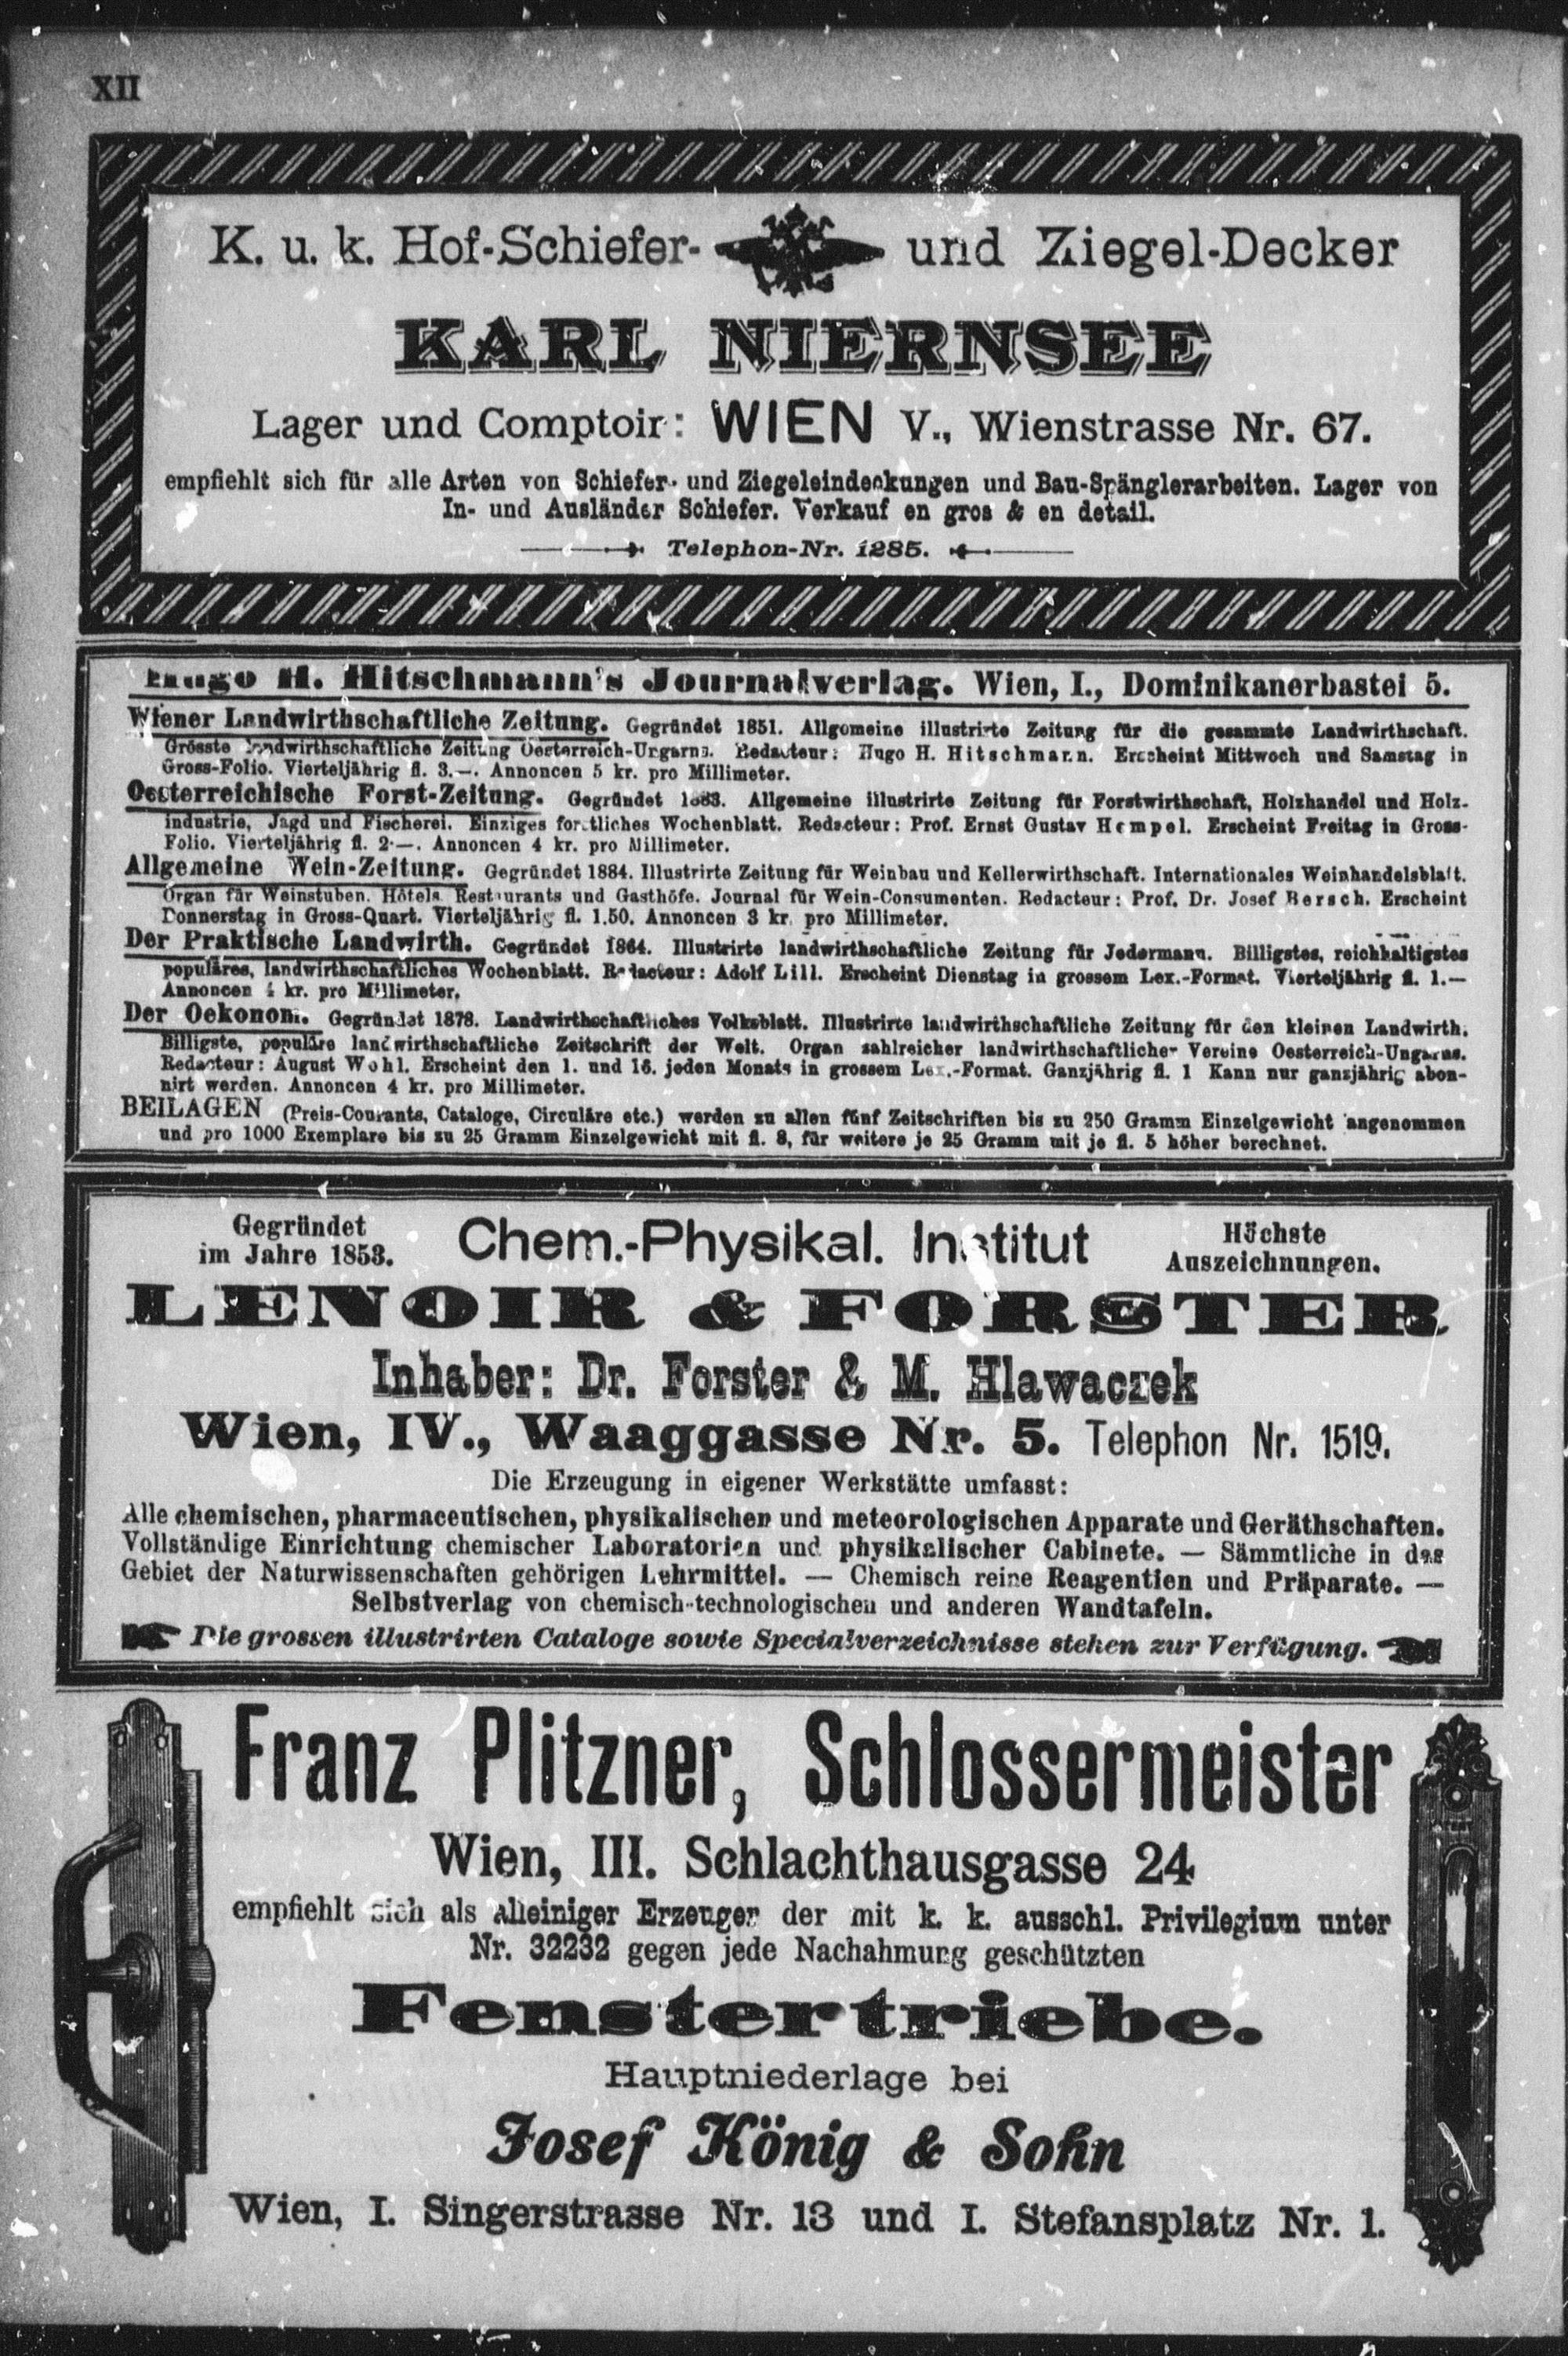 XII
K. u. k. Hof-Schiefer- und Ziegel-Decker
KARL NIERNSEE
Lager und Comptoir: WIEN V., Wienstrasse Nr. 67.
empfiehlt sich für alle Arten von Schiefer- und Ziegeleindeckungen und Bau-Spänglerarbeiten. Lager von
In- und Ausländer Schiefer. Verkauf en gros & en detail.
Telephon-Nr. 1285.
Hugo H. Hitschmann's Journalverlag. Wien, I., Dominikanerbastei 5.
Wiener Landwirthschaftliche Zeitung. Gegründet 1851. Allgemeine illustrirte Zeitung für die gesammte Landwirthschaft.
Grösste landwirthschaftliche Zeitung Oesterreich-Ungarns. Redacteur: Hugo H. Hitschmann. Erscheint Mittwoch und Samstag in
Gross-Folio. Vierteljährig fl. 3.—. Annoncen 5 kr. pro Millimeter.
Oesterreichische Forst-Zeitung. Gegründet 1883. Allgemeine illustrirte Zeitung für Forstwirthschaft, Holzhandel und Holz-
industrie, Jagd und Fischerei. Einziges forstliches Wochenblatt. Redacteur: Prof. Ernst Gustav Hempel. Erscheint Freitag in Gross-
Folio. Vierteljährig fl. 2·—. Annoncen 4 kr. pro Millimeter.
Allgemeine Wein-Zeitung. Gegründet 1884. Illustrirte Zeitung für Weinbau und Kellerwirthschaft. Internationales Weinhandelsblatt.
Organ für Weinstuben, Hôtels, Restaurants und Gasthöfe. Journal für Wein-Consumenten. Redacteur: Prof. Dr. Josef Bersch. Erscheint
Donnerstag in Gross-Quart. Vierteljährig fl. 1.50. Annoncen 3 kr. pro Millimeter.
Der Praktische Landwirth. Gegründet 1864. Illustrirte landwirthschaftliche Zeitung für Jedermann. Billigstes, reichhaltigstes
populäres, landwirthschaftliches Wochenblatt. Redacteur: Adolf Lill. Erscheint Dienstag in grossem Lex.-Format. Vierteljährig fl. 1.—
Annoncen kr. pro Millimeter.
Der Oekonom. Gegründet 1878. Landwirthschaftliches Volksblatt. Illustrirte landwirthschaftliche Zeitung für den kleinen Landwirth.
Billigste, populäre landwirthschaftliche Zeitschrift der Welt. Organ zahlreicher landwirthschaftlicher Vereine Oesterreich-Ungarns.
Redacteur: August Wohl. Erscheint den 1. und 16. jeden Monats in grossem Lex.-Format. Ganzjährig fl. 1 Kann nur ganzjährig abon-
nirt werden. Annoncen 4 kr. pro Millimeter.
BEILAGEN (Preis-Courants, Cataloge, Circuläre etc.) werden zu allen fünf Zeitschriften bis zu 250 Gramm Einzelgewicht angenommen
und pro 1000 Exemplare bis zu 25 Gramm Einzelgewicht mit fl. 8, für weitere je 25 Gramm mit je fl. 5 höher berechnet.
Gegründet
im Jahre 1853.
Chem.-Physikal. Institut
Höchste
Auszeichnungen.
LENOIR & FORSTER
Inhaber: Dr. Forster & M. Hlawaczek
Wien, IV., Waaggasse Nr. 5. Telephon Nr. 1519.
Die Erzeugung in eigener Werkstätte umfasst:
Alle chemischen, pharmaceutischen, physikalischen und meteorologischen Apparate und Geräthschaften.
Vollständige Einrichtung chemischer Laboratorien und physikalischer Cabinete. — Sämmtliche in das
Gebiet der Naturwissenschaften gehörigen Lehrmittel. — Chemisch reine Reagentien und Präparate. —
Selbstverlag von chemisch-technologischen und anderen Wandtafeln.
Die grossen illustrirten Cataloge sowie Specialverzeichnisse stehen zur Verfügung.
Franz Plitzner, Schlossermeister
Wien, III. Schlachthausgasse 24
empfiehlt sich als alleiniger Erzeuger der mit k. k. ausschl. Privilegium unter
Nr. 32232 gegen jede Nachahmung geschützten
Fenstertriebe.
Hauptniederlage bei
Josef König & Sohn
Wien, I. Singerstrasse Nr. 13 und I. Stefansplatz Nr. 1.